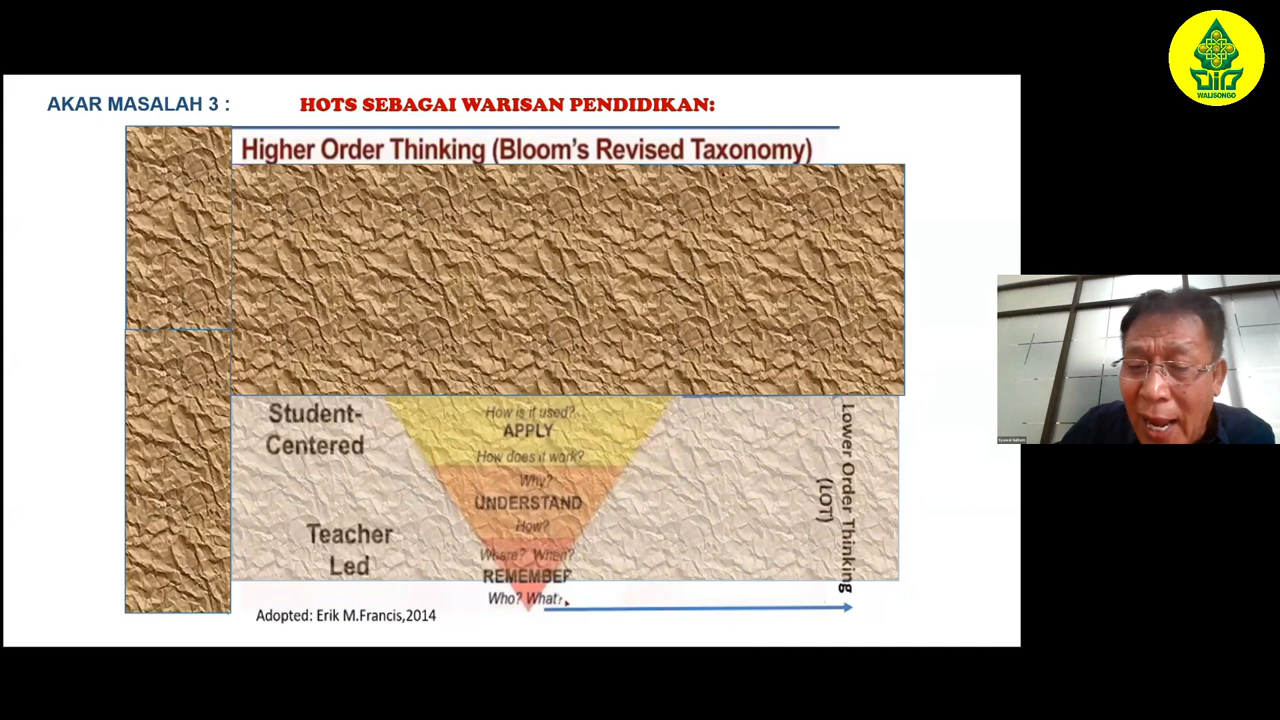 WALISONGO
AKAR MASALAH 3 :
HOTS SEBAGAI WARISAN PENDIDIKAN:
Higher Order Thinking (Bloom's Revised Taxonomy)
Student-
Centered
How is it used?
APPLY
How does it work?
Why?
UNDERSTAND
How?
Teacher
Led
Where? When?
REMEMBER
Who? What?
Lower Order Thinking
(LOT)
Adopted: Erik M.Francis,2014